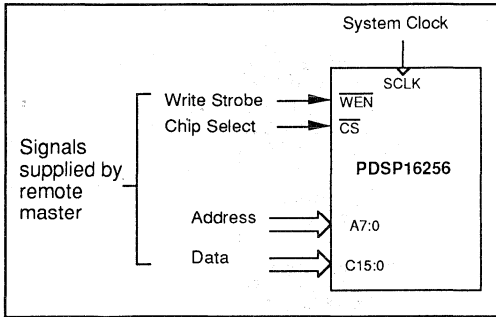 System Clock
SCLK
Write Strobe
WEN
Chip Select
CS
PDSP16256
Signals
supplied by
remote
master
Address
A7:0
Data
C15:0